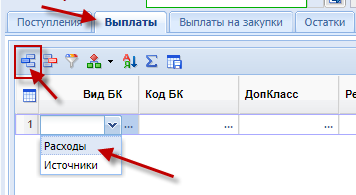 Поступления Выплаты Выплаты на закупки Остатки
Вид БК Код БК ДопКласс Ре
1 ... ... ...
Расходы
Источники